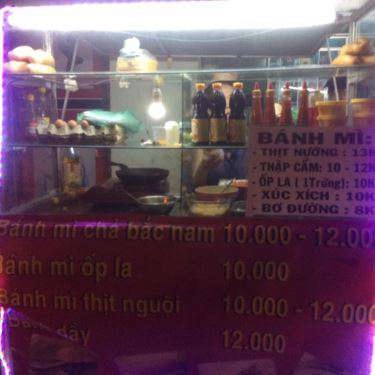 BÁNH MÌ:
- THỊT NƯỚNG : 13K
- THẬP CẨM: 10 - 12K
- ỐP LA ( 1Trứng): 10K
- XÚC XÍCH : 10K
- BƠ ĐƯỜNG : 8K
Bánh mì chả bắc nam 10.000 - 12.000
Bánh mì ốp la 10.000
Bánh mì thịt nguội 10.000 - 12.000
dầy 12.000